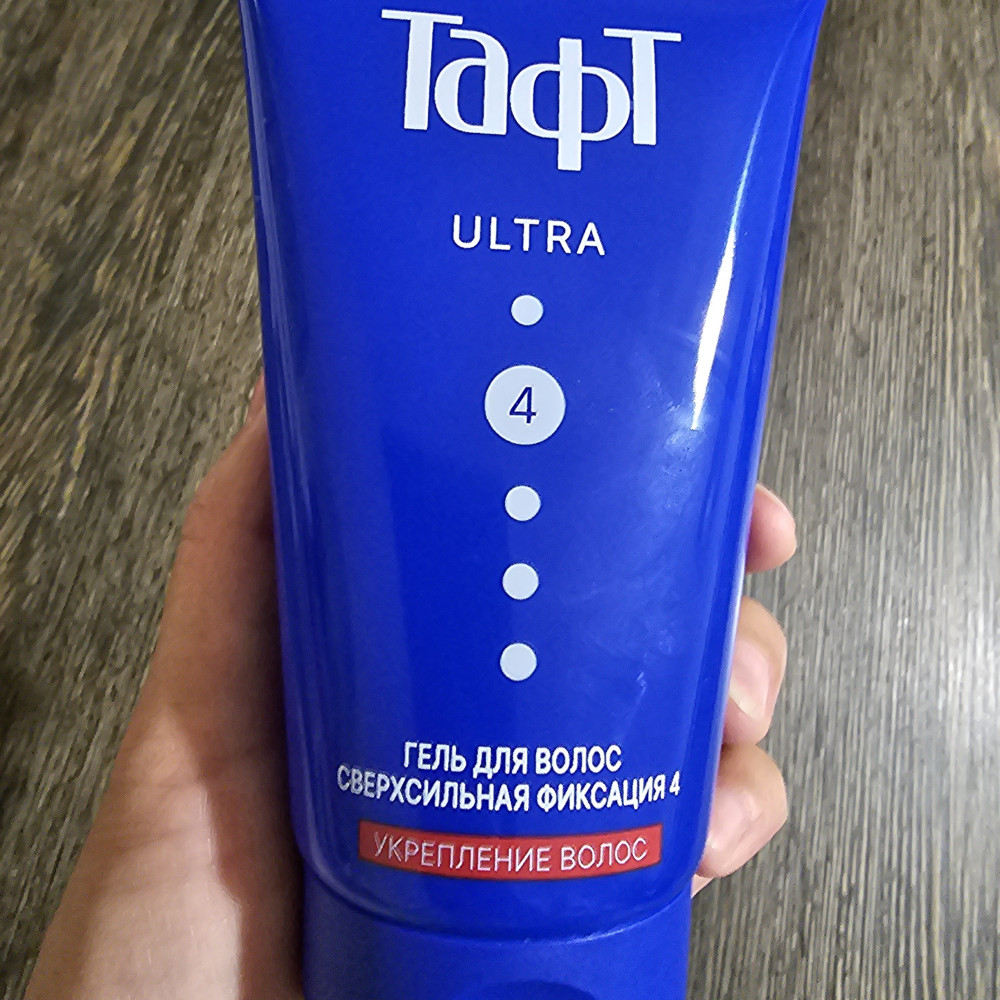 Тафт
ULTRA
4
ГЕЛЬ ДЛЯ ВОЛОС
СВЕРХСИЛЬНАЯ ФИКСАЦИЯ 4
УКРЕПЛЕНИЕ ВОЛОС